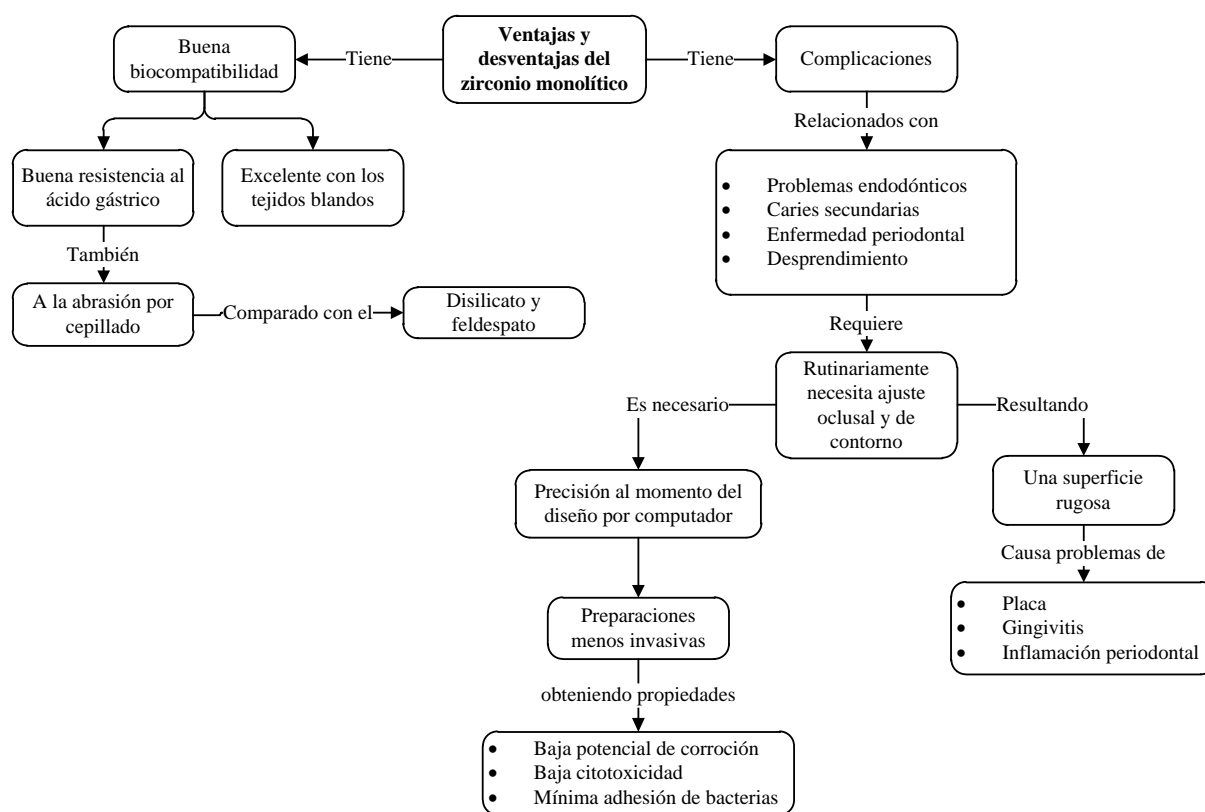 Buena
biocompatibilidad
Tiene
Ventajas y
desventajas del
zirconio monolítico
Tiene
Complicaciones
Relacionados con
Buena resistencia al
ácido gástrico
Excelente con los
tejidos blandos
• Problemas endodónticos
• Caries secundarias
• Enfermedad periodontal
• Desprendimiento
También
A la abrasión por
cepillado
Comparado con el
Disilicato y
feldespato
Requiere
Rutinariamente
necesita ajuste
oclusal y de
contorno
Es necesario
Resultando
Precisión al momento del
diseño por computador
Una superficie
rugosa
Causa problemas de
Preparaciones
menos invasivas
• Placa
• Gingivitis
• Inflamación periodontal
obteniendo propiedades
• Baja potencial de corroción
• Baja citotoxicidad
• Mínima adhesión de bacterias